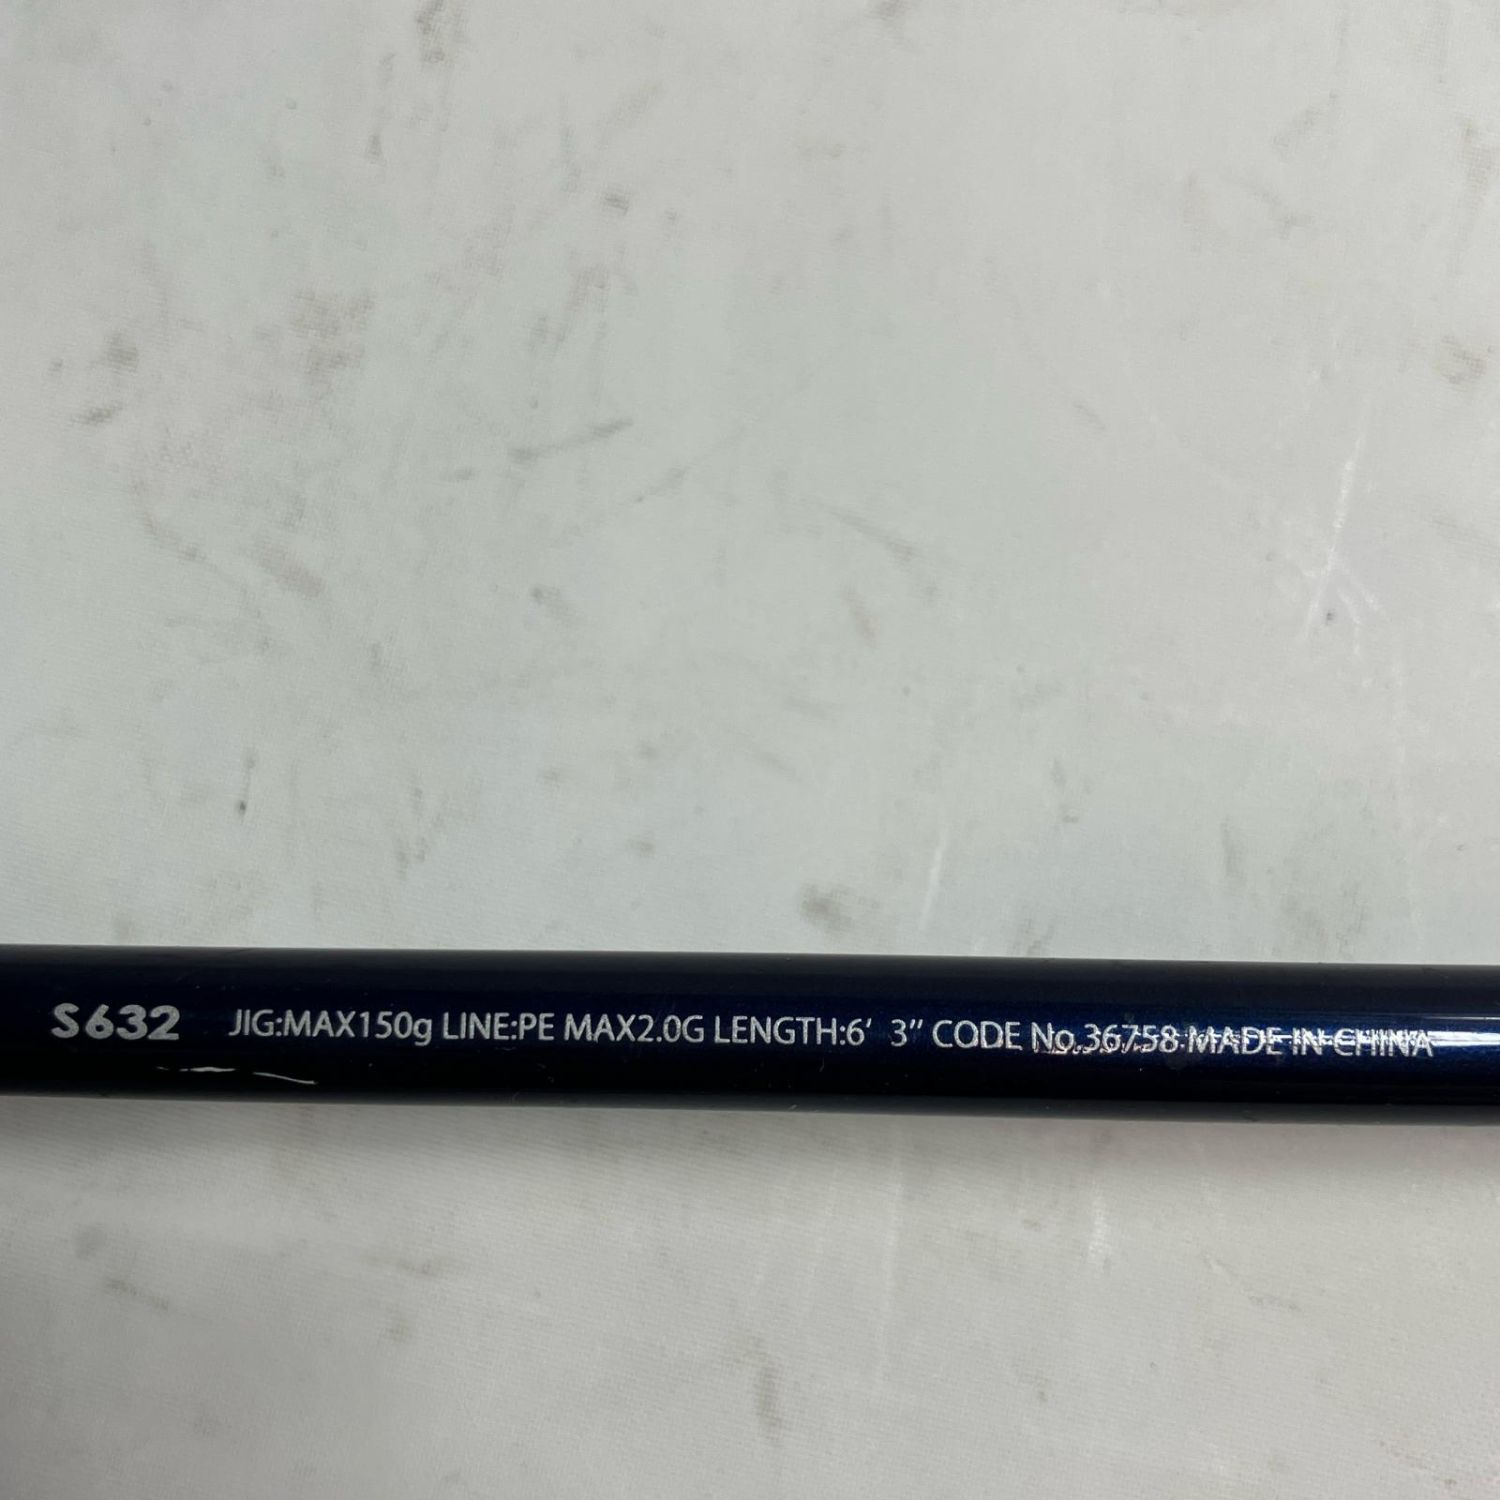 S632 JIG:MAX150g LINE:PE MAX2.0G LENGTH:6' 3" CODE No.36758 MADE IN CHINA